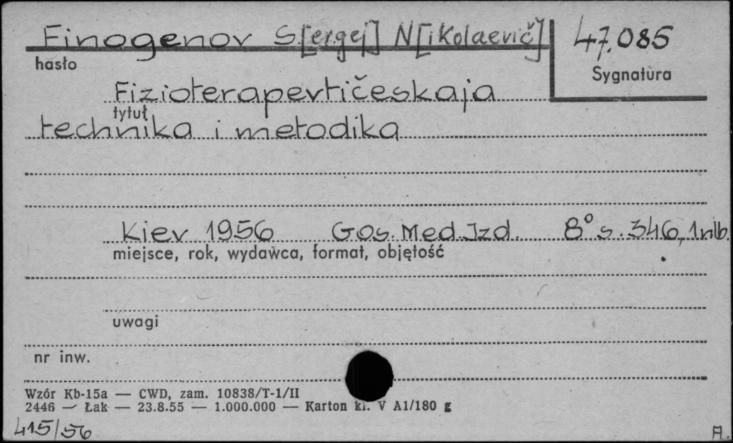 Finogenov S[ergej] N[ikolaevič] 47.085
hasło Sygnatura
Fizioterapevtičeskaja
tytuł
technika i metodika
Kiev 1956 Gos. Med. Izd. 8° s. 346, 1 nlb.
miejsce, rok, wydawca, format, objętość
uwagi
nr inw.
Wzór Kb-15a — CWD, zam. 10838/T-1/II
2446 — Łak — 23.8.55 — 1.000.000 — Karton kl. V A1/180 g
415/56 A.